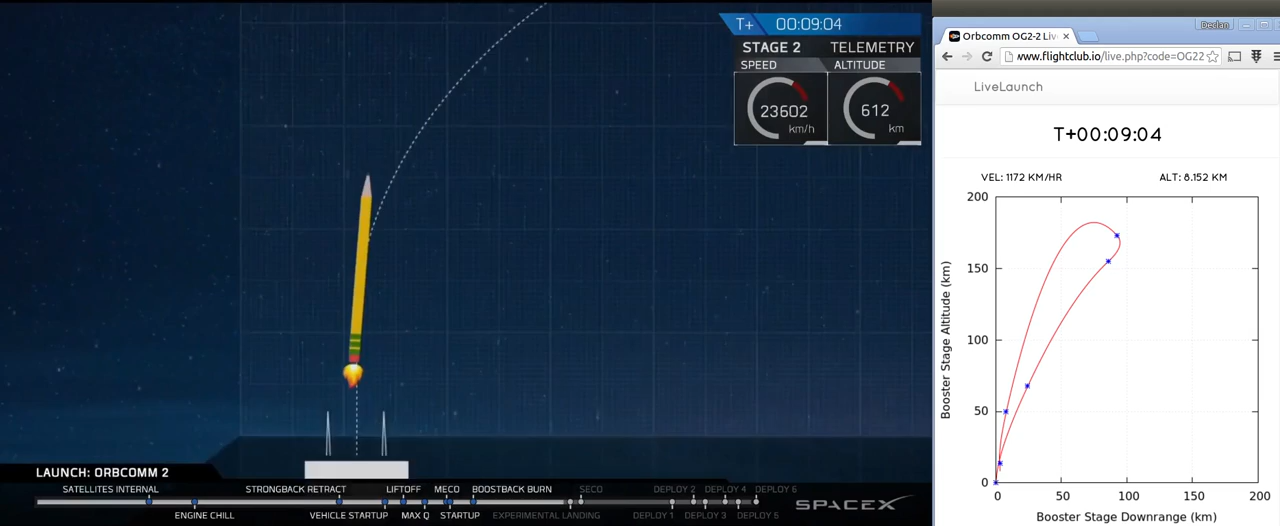 T+ 00:09:04
STAGE 2 TELEMETRY
SPEED ALTITUDE
23602 612
km/h km
LAUNCH: ORBCOMM 2
SATELLITES INTERNAL STRONGBACK RETRACT LIFTOFF MECO BOOSTBACK BURN SECO DEPLOY 2 DEPLOY 4 DEPLOY 6
ENGINE CHILL VEHICLE STARTUP MAX Q STARTUP EXPERIMENTAL LANDING DEPLOY 1 DEPLOY 3 DEPLOY 5
SPACEX
Declan
Orbcomm OG2-2 Liv
www.flightclub.io/live.php?code=OG22
LiveLaunch
T+00:09:04
VEL: 1172 KM/HR ALT: 8.152 KM
Booster Stage Altitude (km)
200
150
100
50
0
0 50 100 150 200
Booster Stage Downrange (km)